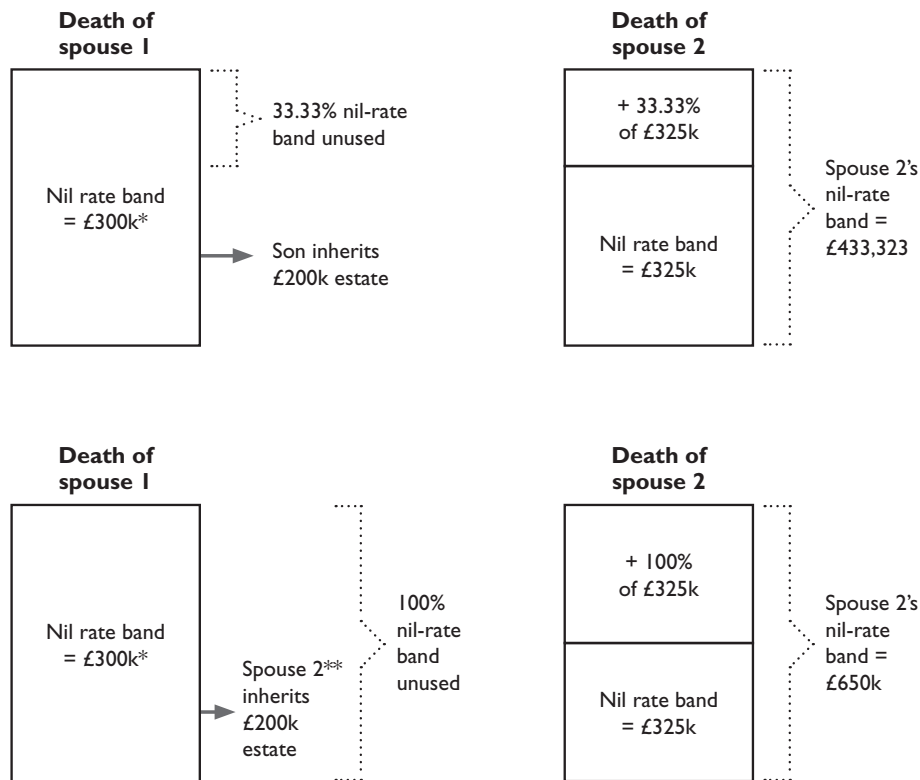 Death of
spouse 1
Nil rate band
= £300k*
33.33% nil-rate
band unused
Son inherits
£200k estate
Death of
spouse 2
+ 33.33%
of £325k
Nil rate band
= £325k
Spouse 2's
nil-rate
band =
£433,323
Death of
spouse 1
Nil rate band
= £300k*
Spouse 2**
inherits
£200k
estate
100%
nil-rate
band
unused
Death of
spouse 2
+ 100%
of £325k
Nil rate band
= £325k
Spouse 2's
nil-rate
band =
£650k